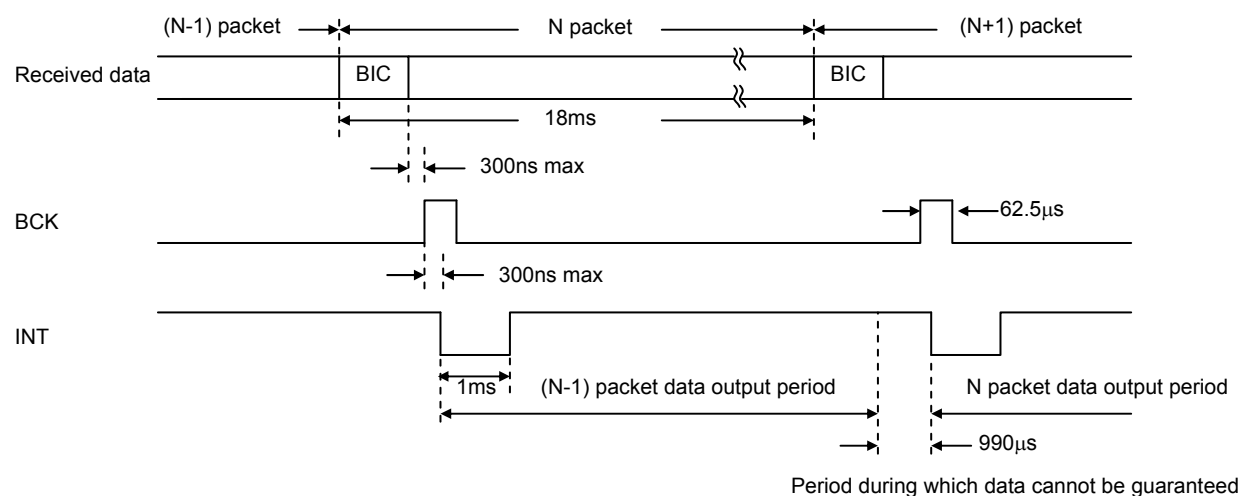 (N-1) packet N packet (N+1) packet
Received data BIC BIC
18ms
300ns max
BCK 62.5μs
300ns max
INT
1ms (N-1) packet data output period N packet data output period
990μs
Period during which data cannot be guaranteed